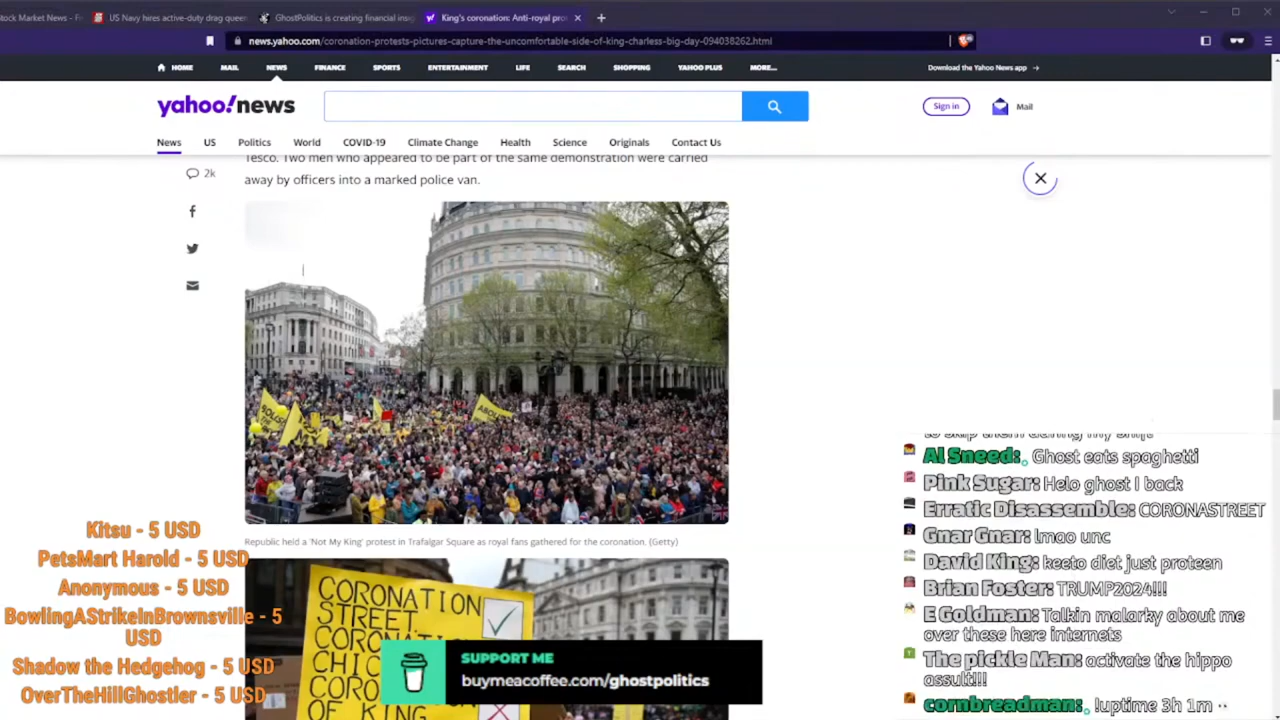 tock Market News - Fi
US Navy hires active-duty drag queen
GhostPolitics is creating financial insig
King's coronation: Anti-royal pro
news.yahoo.com/coronation-protests-pictures-capture-the-uncomfortable-side-of-king-charless-big-day-094038262.html
HOME MAIL NEWS FINANCE SPORTS ENTERTAINMENT LIFE SEARCH SHOPPING YAHOO PLUS MORE...
Download the Yahoo News app →
yahoo!news
Sign in
Mail
News US Politics World COVID-19 Climate Change Health Science Originals Contact Us
Tesco. Two men who appeared to be part of the same demonstration were carried
away by officers into a marked police van.
2k
Republic held a 'Not My King' protest in Trafalgar Square as royal fans gathered for the coronation. (Getty)
CORONATION
STREET
SUPPORT ME
buymeacoffee.com/ghostpolitics
Kitsu - 5 USD
PetsMart Harold - 5 USD
Anonymous - 5 USD
BowlingAStrikeInBrownsville - 5
USD
Shadow the Hedgehog - 5 USD
OverTheHillGhostler - 5 USD
Al Sneed: Ghost eats spaghetti
Pink Sugar: Helo ghost I back
Erratic Disassemble: CORONASTREET
Gnar Gnar: lmao unc
David King: keeto diet just proteen
Brian Foster: TRUMP2024!!!
E Goldman: Talkin malarky about me
over these here internets
The pickle Man: activate the hippo
assult!!!
cornbreadman: !uptime 3h 1m